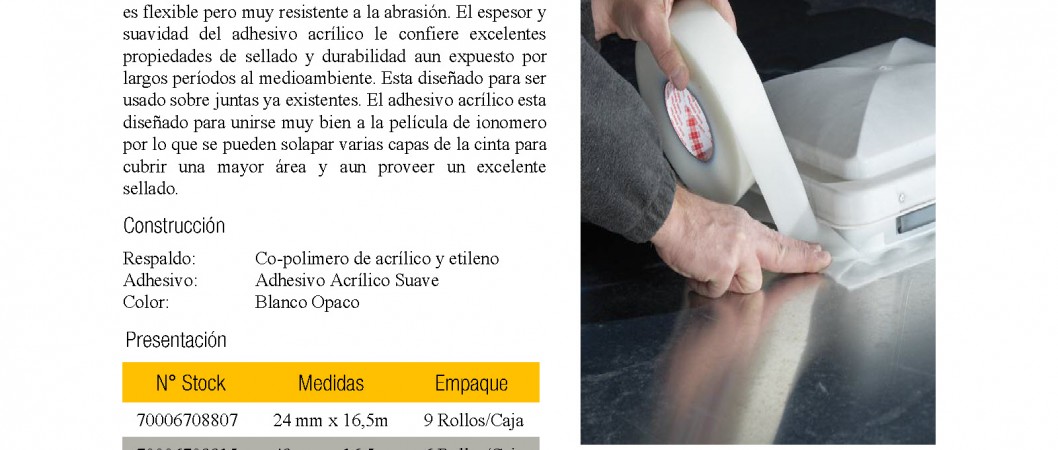 es flexible pero muy resistente a la abrasión. El espesor y
suavidad del adhesivo acrílico le confiere excelentes
propiedades de sellado y durabilidad aun expuesto por
largos períodos al medioambiente. Esta diseñado para ser
usado sobre juntas ya existentes. El adhesivo acrílico esta
diseñado para unirse muy bien a la película de ionomero
por lo que se pueden solapar varias capas de la cinta para
cubrir una mayor área y aun proveer un excelente
sellado.
Construcción
Respaldo: Co-polimero de acrílico y etileno
Adhesivo: Adhesivo Acrílico Suave
Color: Blanco Opaco
Presentación
N° Stock Medidas Empaque
70006708807 24 mm x 16,5m 9 Rollos/Caja